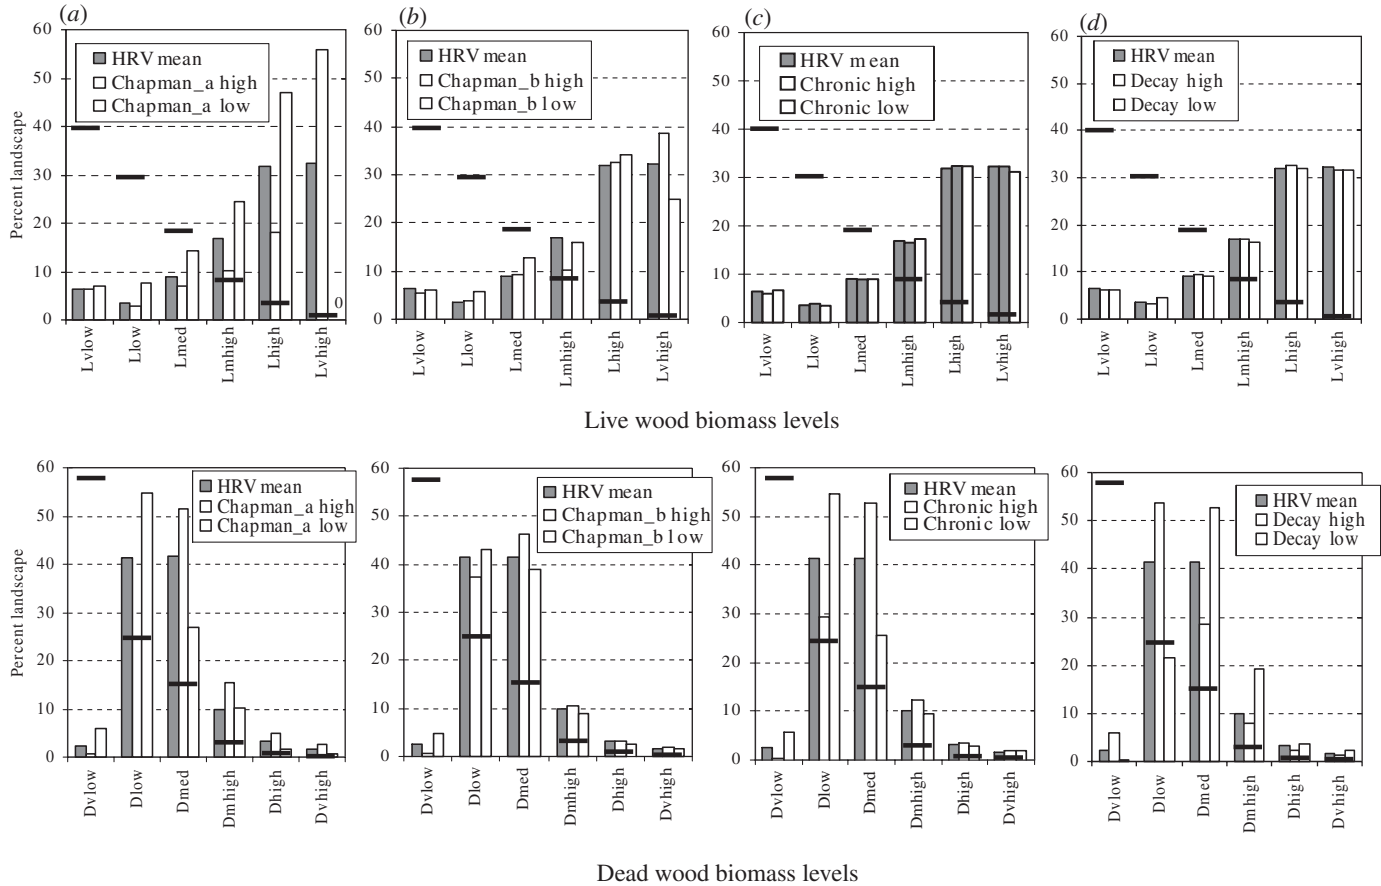 (a)
60
50
40
30
20
10
0
Percent landscape
HRV mean
Chapman_a high
Chapman_a low
0
Lvlow
Llow
Lmed
Lmhigh
Lhigh
Lvhigh
(b)
60
50
40
30
20
10
0
HRV mean
Chapman_b high
Chapman_b low
Lvlow
Llow
Lmed
Lmhigh
Lhigh
Lvhigh
(c)
60
50
40
30
20
10
0
HRV mean
Chronic high
Chronic low
Lvlow
Llow
Lmed
Lmhigh
Lhigh
Lvhigh
(d)
60
50
40
30
20
10
0
HRV mean
Decay high
Decay low
Lvlow
Llow
Lmed
Lmhigh
Lhigh
Lvhigh
Live wood biomass levels
60
50
40
30
20
10
0
Percent landscape
HRV mean
Chapman_a high
Chapman_a low
Dvlow
Dlow
Dmed
Dmhigh
Dhigh
Dvhigh
60
50
40
30
20
10
0
HRV mean
Chapman_b high
Chapman_b low
Dvlow
Dlow
Dmed
Dmhigh
Dhigh
Dvhigh
60
50
40
30
20
10
0
HRV mean
Chronic high
Chronic low
Dvlow
Dlow
Dmed
Dmhigh
Dhigh
Dvhigh
60
50
40
30
20
10
0
HRV mean
Decay high
Decay low
Dvlow
Dlow
Dmed
Dmhigh
Dhigh
Dvhigh
Dead wood biomass levels